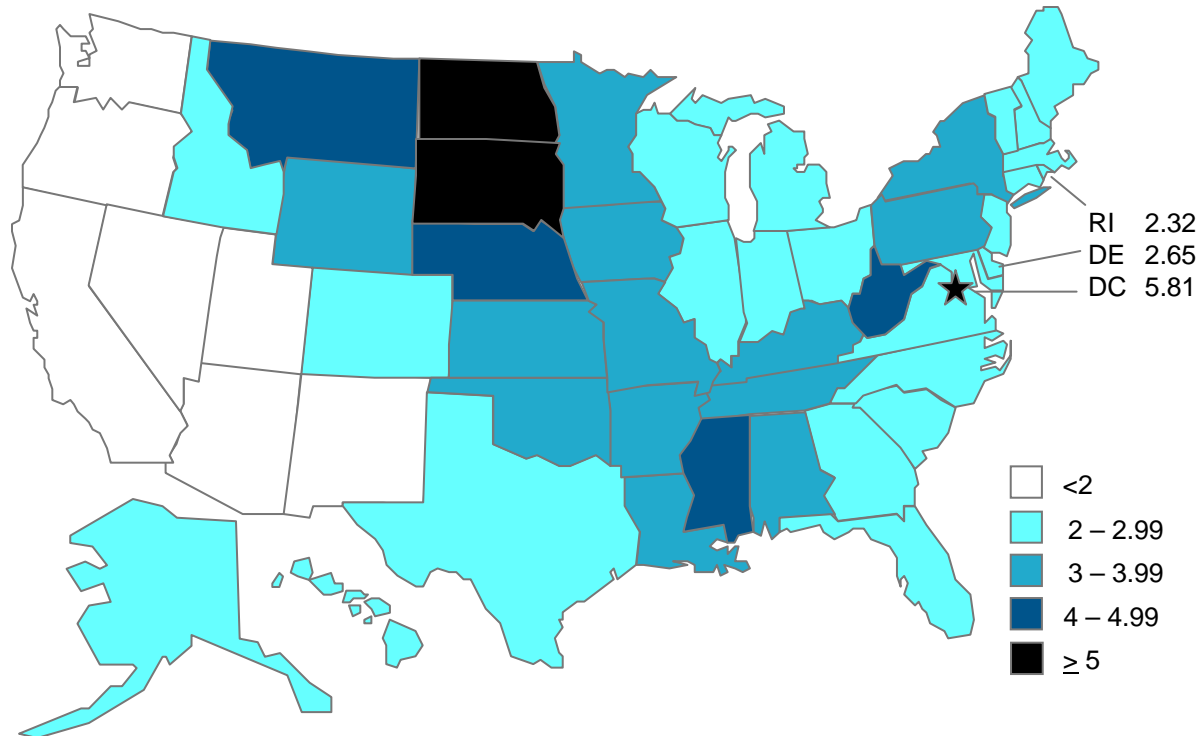 RI 2.32
DE 2.65
DC 5.81
<2
2 – 2.99
3 – 3.99
4 – 4.99
≥ 5